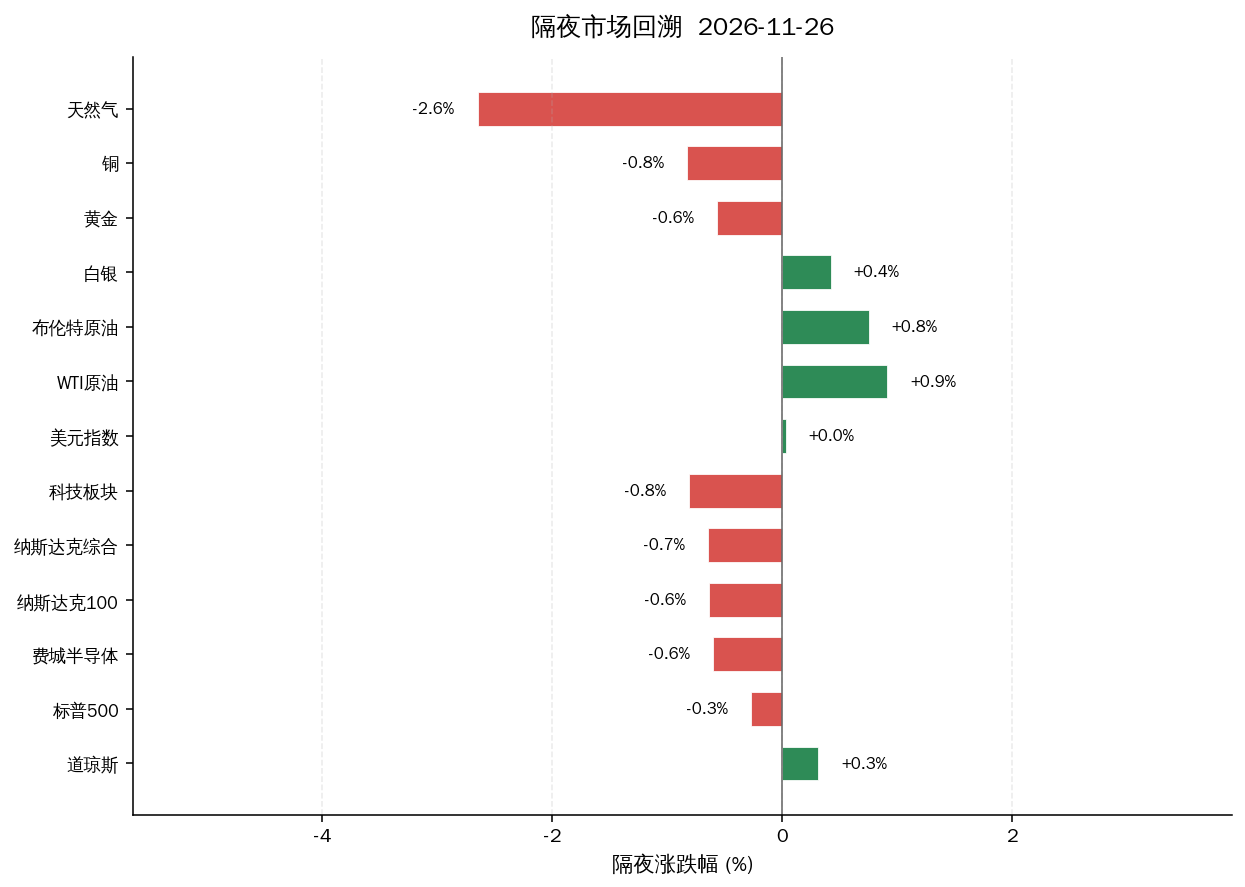 隔夜市场回溯 2026-11-26
天然气 -2.6%
铜 -0.8%
黄金 -0.6%
白银 +0.4%
布伦特原油 +0.8%
WTI原油 +0.9%
美元指数 +0.0%
科技板块 -0.8%
纳斯达克综合 -0.7%
纳斯达克100 -0.6%
费城半导体 -0.6%
标普500 -0.3%
道琼斯 +0.3%
-4 -2 0 2
隔夜涨跌幅 (%)